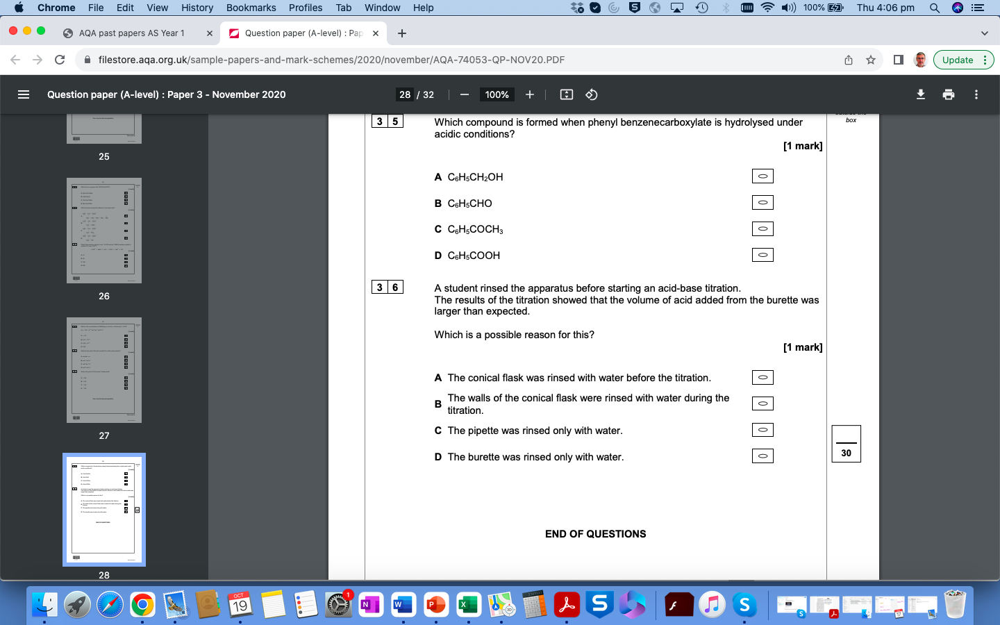 Chrome File Edit View History Bookmarks Profiles Tab Window Help 100% Thu 4:06 pm
AQA past papers AS Year 1 Question paper (A-level) : Pap
filestore.aqa.org.uk/sample-papers-and-mark-schemes/2020/november/AQA-74053-QP-NOV20.PDF Update
Question paper (A-level) : Paper 3 - November 2020 28 / 32 100%
25
26
27
28
box
3 5 Which compound is formed when phenyl benzenecarboxylate is hydrolysed under
acidic conditions?
[1 mark]
A C₆H₅CH₂OH
B C₆H₅CHO
C C₆H₅COCH₃
D C₆H₅COOH
3 6 A student rinsed the apparatus before starting an acid-base titration.
The results of the titration showed that the volume of acid added from the burette was
larger than expected.
Which is a possible reason for this?
[1 mark]
A The conical flask was rinsed with water before the titration.
B The walls of the conical flask were rinsed with water during the
titration.
C The pipette was rinsed only with water.
D The burette was rinsed only with water.
30
END OF QUESTIONS
OCT
19
1
N
W
P
X
S
S